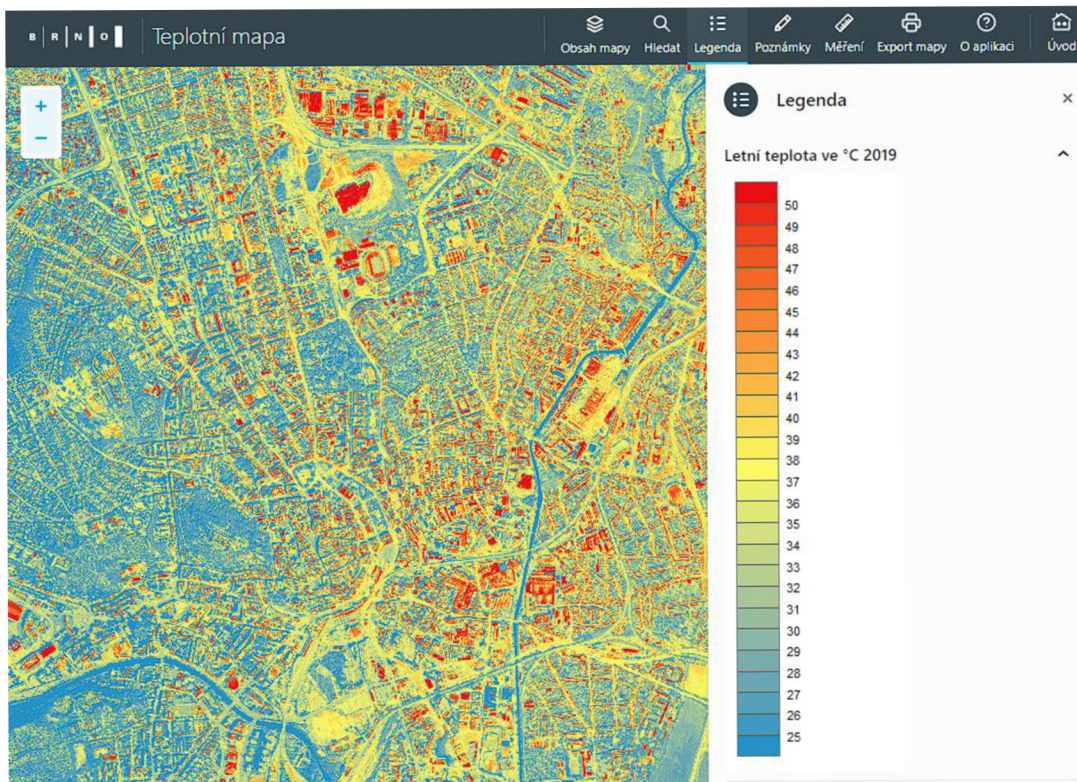 B | R | N | O
Teplotní mapa
Obsah mapy
Hledat
Legenda
Poznámky
Měření
Export mapy
O aplikaci
Úvod
+
−
Legenda
×
Letní teplota ve °C 2019
50
49
48
47
46
45
44
43
42
41
40
39
38
37
36
35
34
33
32
31
30
29
28
27
26
25